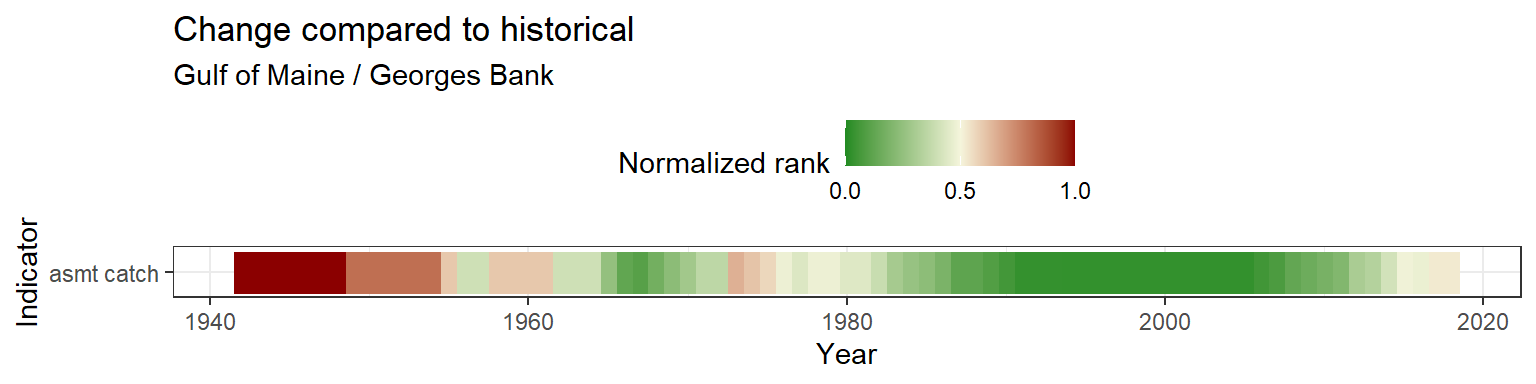 Change compared to historical
Gulf of Maine / Georges Bank
Normalized rank
0.0 0.5 1.0
Indicator
asmt catch
1940 1960 1980 2000 2020
Year